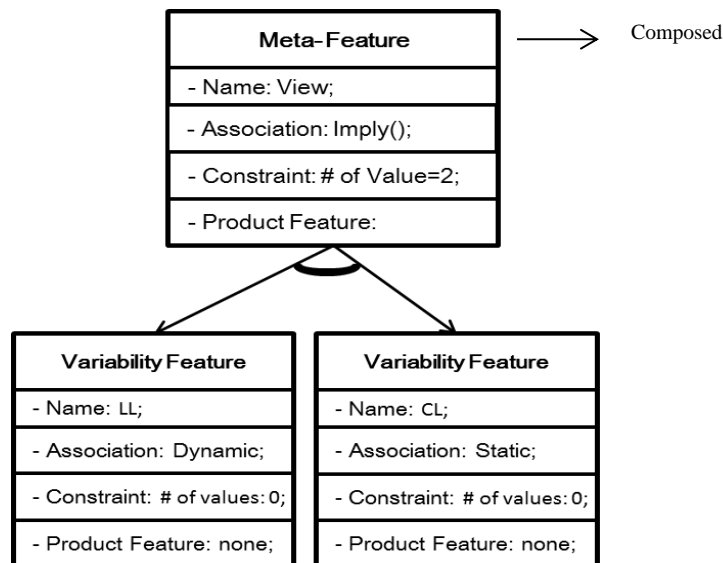 Meta-Feature
Composed
- Name: View;
- Association: Imply();
- Constraint: # of Value=2;
- Product Feature:
Variability Feature
- Name: LL;
- Association: Dynamic;
- Constraint: # of values: 0;
- Product Feature: none;
Variability Feature
- Name: CL;
- Association: Static;
- Constraint: # of values: 0;
- Product Feature: none;